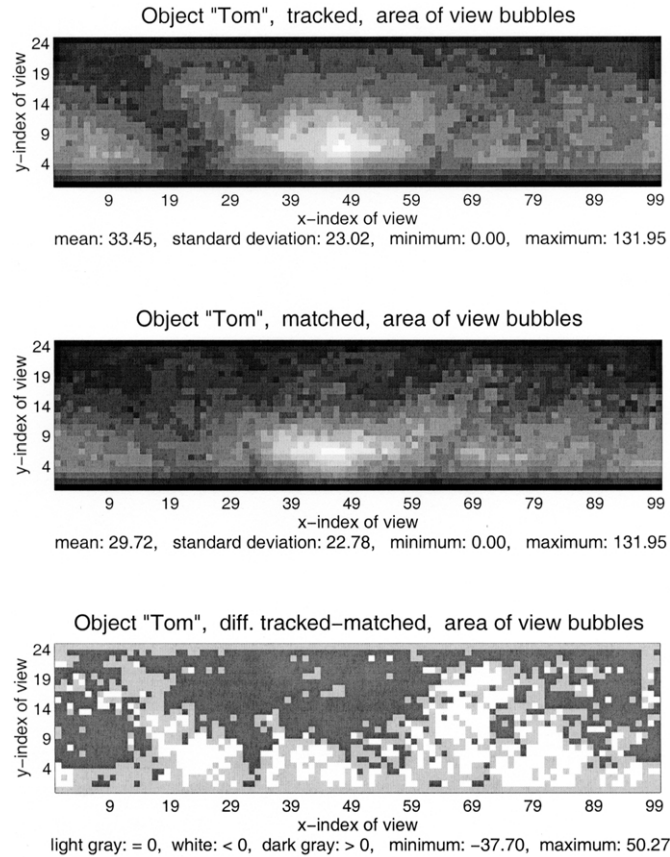 Object "Tom", tracked, area of view bubbles
24
19
14
9
4
y-index of view
9 19 29 39 49 59 69 79 89 99
x-index of view
mean: 33.45, standard deviation: 23.02, minimum: 0.00, maximum: 131.95
Object "Tom", matched, area of view bubbles
24
19
14
9
4
y-index of view
9 19 29 39 49 59 69 79 89 99
x-index of view
mean: 29.72, standard deviation: 22.78, minimum: 0.00, maximum: 131.95
Object "Tom", diff. tracked-matched, area of view bubbles
24
19
14
9
4
y-index of view
9 19 29 39 49 59 69 79 89 99
x-index of view
light gray: = 0, white: < 0, dark gray: > 0, minimum: -37.70, maximum: 50.27